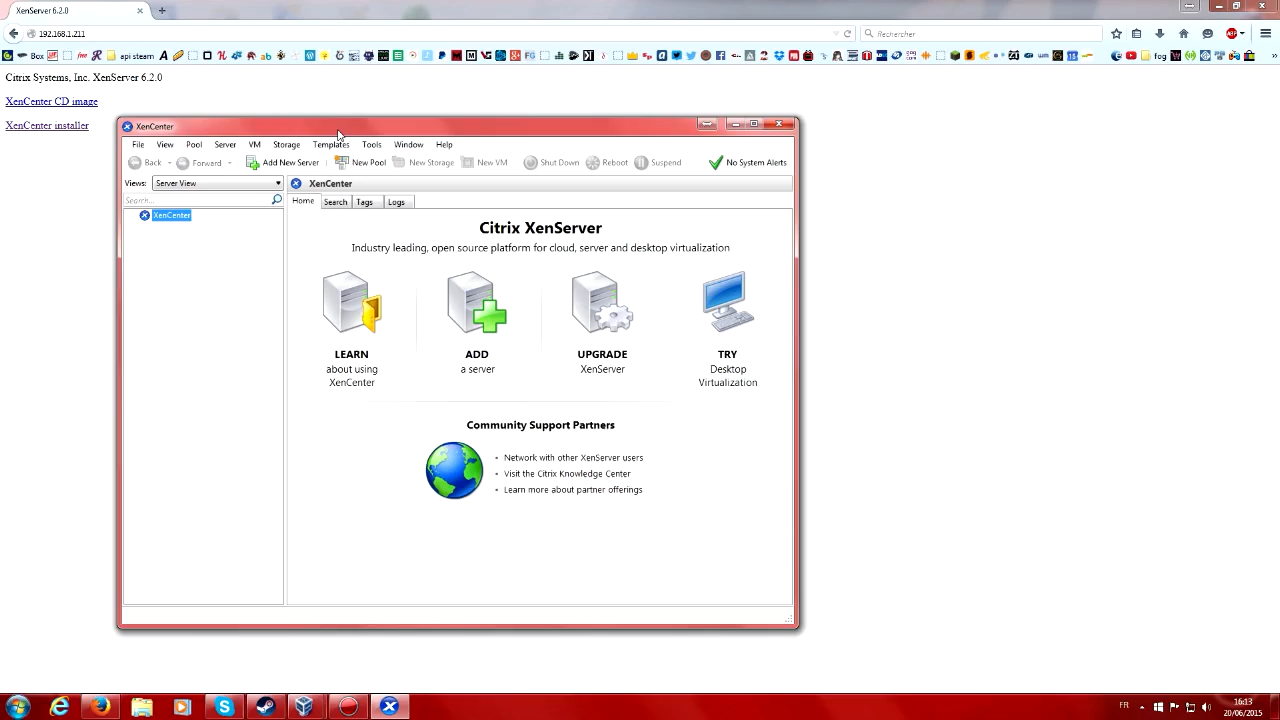 XenServer 6.2.0
192.168.1.211
Rechercher
Box
api steam
fog
Citrix Systems, Inc. XenServer 6.2.0
XenCenter CD image
XenCenter installer
XenCenter
File View Pool Server VM Storage Templates Tools Window Help
Back Forward Add New Server New Pool New Storage New VM Shut Down Reboot Suspend No System Alerts
Views: Server View
Search...
XenCenter
XenCenter
Home Search Tags Logs
Citrix XenServer
Industry leading, open source platform for cloud, server and desktop virtualization
LEARN
about using
XenCenter
ADD
a server
UPGRADE
XenServer
TRY
Desktop
Virtualization
Community Support Partners
Network with other XenServer users
Visit the Citrix Knowledge Center
Learn more about partner offerings
FR
16:13
20/06/2015